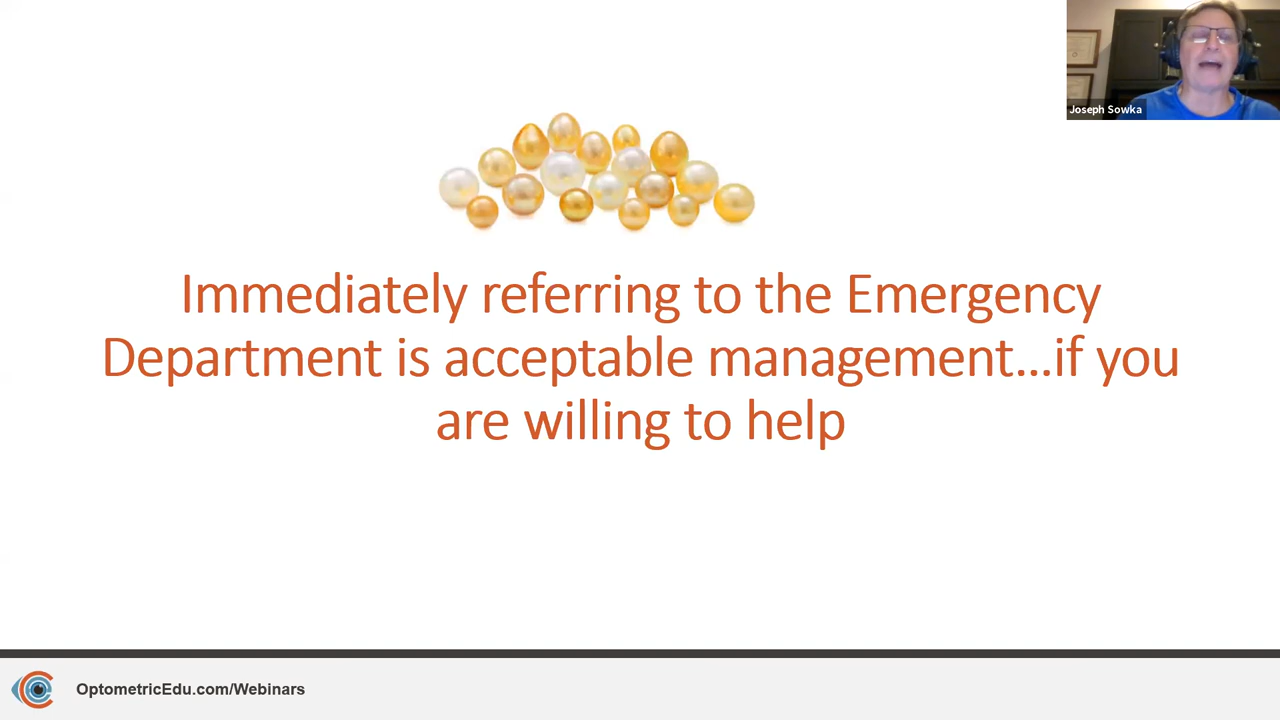 Joseph Sowka
Immediately referring to the Emergency
Department is acceptable management...if you
are willing to help
OptometricEdu.com/Webinars